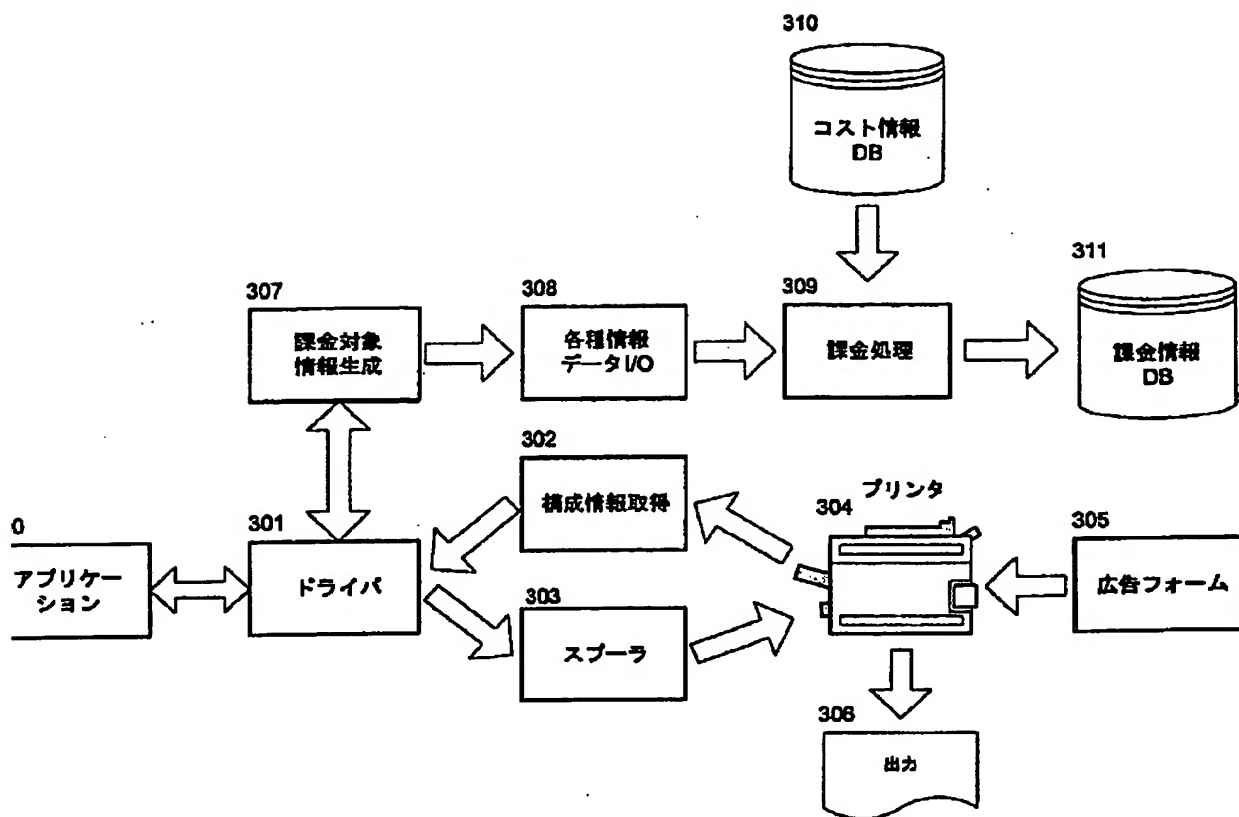 310
コスト情報
DB
311
課金情報
DB
307
課金対象
情報生成
308
各種情報
データI/O
309
課金処理
302
構成情報取得
プリンタ
304
305
広告フォーム
0
アプリケー
ション
301
ドライバ
303
スプーラ
306
出力